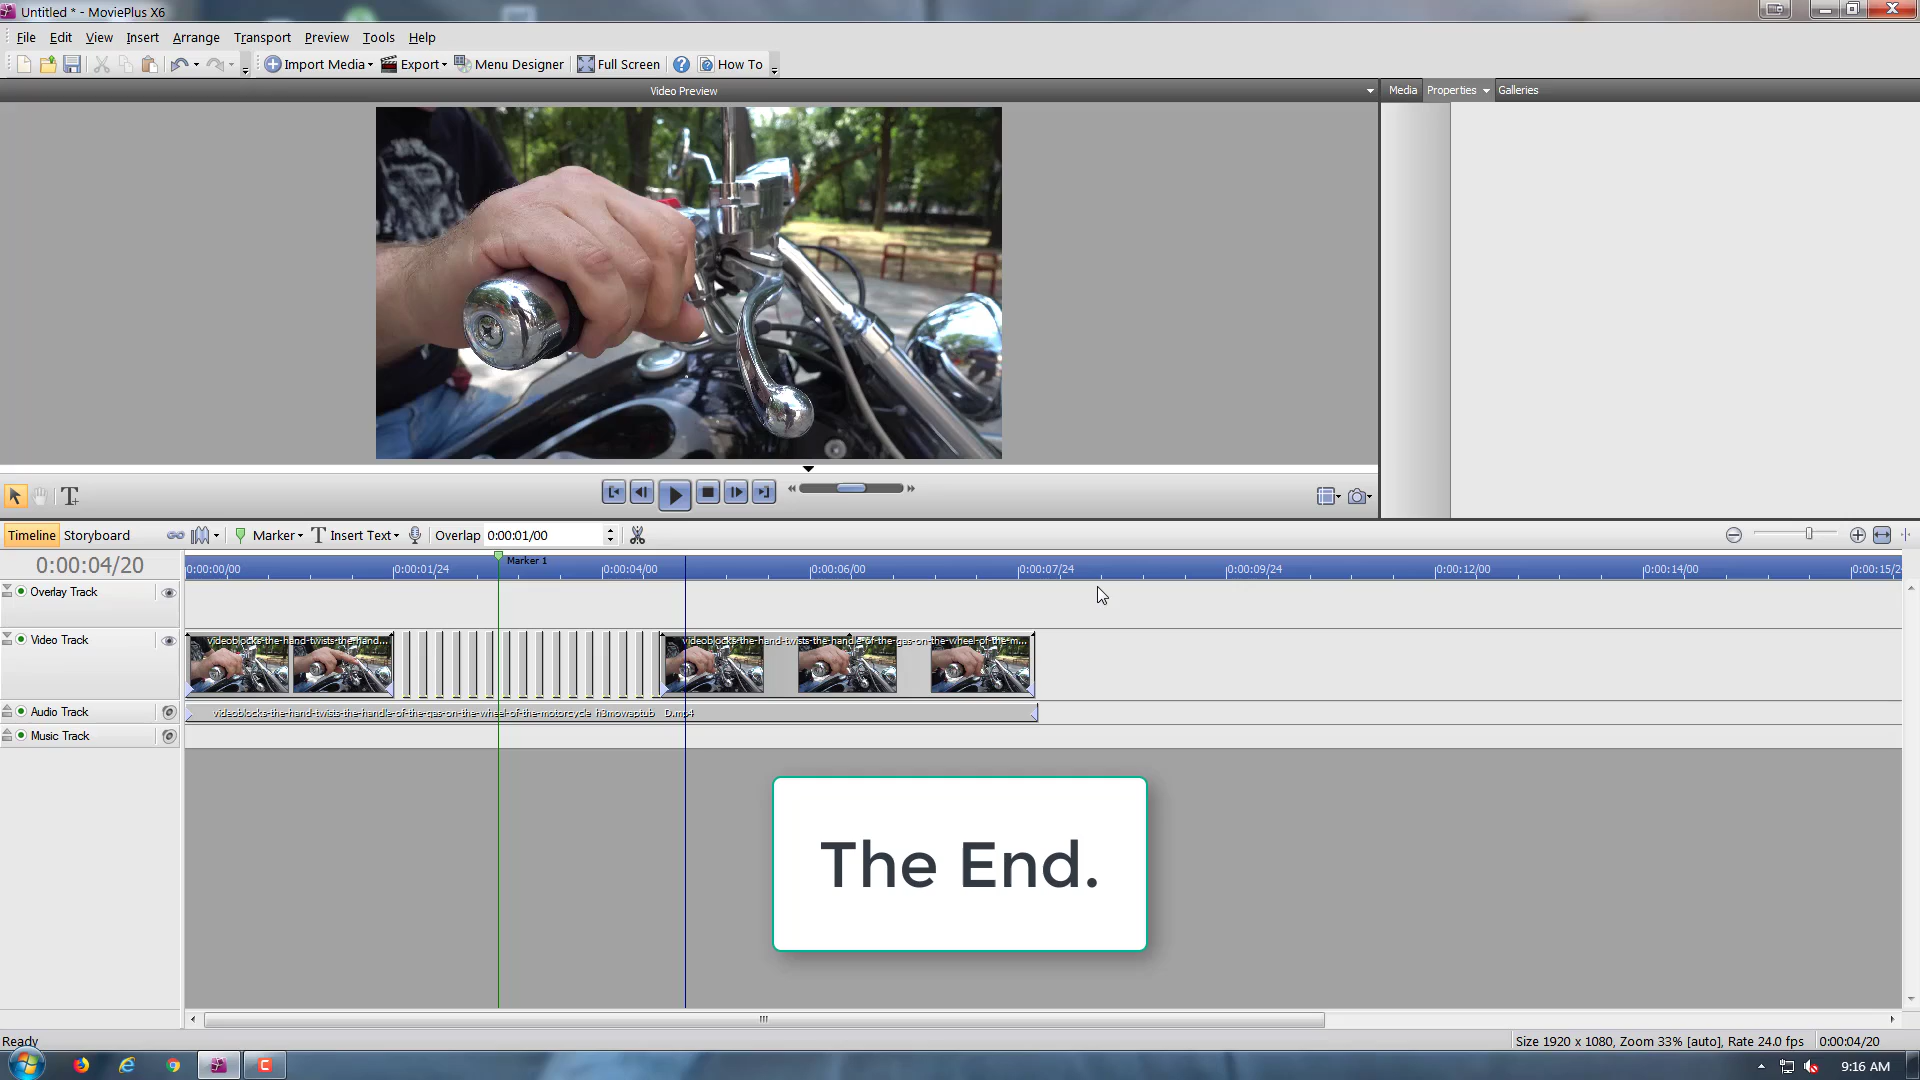 Untitled * - MoviePlus X6
File Edit View Insert Arrange Transport Preview Tools Help
Import Media Export Menu Designer Full Screen How To
Video Preview
Media Properties Galleries
Timeline Storyboard Marker Insert Text Overlap 0:00:01/00
0:00:04/20
Marker 1
0:00:00/00 0:00:01/24 0:00:04/00 0:00:06/00 0:00:07/24 0:00:09/24 0:00:12/00 0:00:14/00 0:00:15/2
Overlay Track
Video Track
videoblocks-the-hand-twists-the-hand... videoblocks-the-hand-twists-the-handle-of-the-gas-on-the-wheel-of-the-m...
Audio Track
videoblocks-the-hand-twists-the-handle-of-the-gas-on-the-wheel-of-the-motorcycle_h3mowaptub__D.mp4
Music Track
The End.
Ready
Size 1920 x 1080, Zoom 33% [auto], Rate 24.0 fps 0:00:04/20
9:16 AM